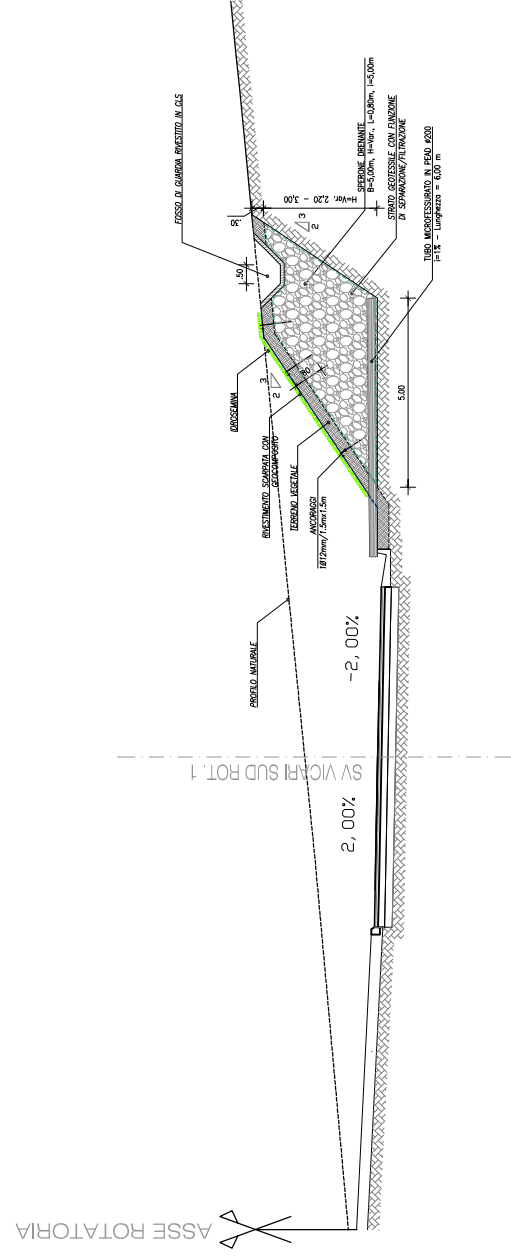 FOSSO DI GUARDIA RIVESTITO IN CLS
.50
.30
H=Var. 2,20 - 3,00
3
2
SPERONE DRENANTE
B=5,00m, H=Var., L=0,80m, i=5,00m
STRATO GEOTESSILE CON FUNZIONE
DI SEPARAZIONE/FILTRAZIONE
TUBO MICROFESSURATO IN PEAD ø200
i=1% - Lunghezza = 6,00 m
IDROSEMINA
3
2
RIVESTIMENTO SCARPATA CON
GEOCOMPOSITO
.80
TERRENO VEGETALE
ANCORAGGI
1Ø12mm/1.5mx1.5m
5.00
PROFILO NATURALE
-2,00%
SV VICARI SUD ROT. 1
2,00%
ASSE ROTATORIA